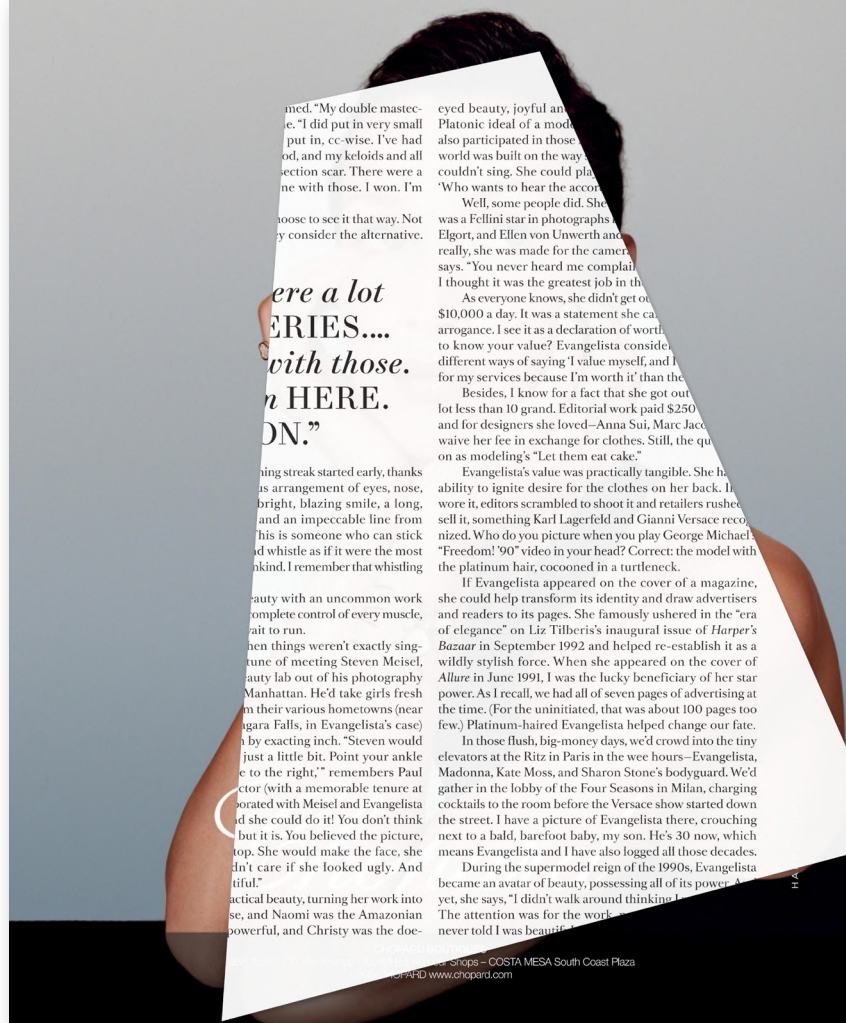 med. “My double mastec-
e. “I did put in very small
put in, cc-wise. I’ve had
od, and my keloids and all
section scar. There were a
ne with those. I won. I’m
oose to see it that way. Not
y consider the alternative.
ere a lot
ERIES....
with those.
n HERE.
ON.”
ning streak started early, thanks
us arrangement of eyes, nose,
bright, blazing smile, a long,
and an impeccable line from
This is someone who can stick
nd whistle as if it were the most
nkind. I remember that whistling
eauty with an uncommon work
complete control of every muscle,
vait to run.
hen things weren’t exactly sing-
tune of meeting Steven Meisel,
auty lab out of his photography
Manhattan. He’d take girls fresh
m their various hometowns (near
agara Falls, in Evangelista’s case)
by exacting inch. “Steven would
just a little bit. Point your ankle
e to the right,’” remembers Paul
ctor (with a memorable tenure at
orated with Meisel and Evangelista
d she could do it! You don’t think
but it is. You believed the picture,
top. She would make the face, she
dn’t care if she looked ugly. And
tiful.”
actical beauty, turning her work into
se, and Naomi was the Amazonian
powerful, and Christy was the doe-
eyed beauty, joyful an
Platonic ideal of a mode
also participated in those
world was built on the way
couldn’t sing. She could play
‘Who wants to hear the accor
Well, some people did. She
was a Fellini star in photographs
Elgort, and Ellen von Unwerth and
really, she was made for the camera
says. “You never heard me complai
I thought it was the greatest job in th
As everyone knows, she didn’t get ou
$10,000 a day. It was a statement she ca
arrogance. I see it as a declaration of worth
to know your value? Evangelista conside
different ways of saying ‘I value myself, and I
for my services because I’m worth it’ than the
Besides, I know for a fact that she got out
lot less than 10 grand. Editorial work paid $250
and for designers she loved—Anna Sui, Marc Jaco
waive her fee in exchange for clothes. Still, the qu
on as modeling’s “Let them eat cake.”
Evangelista’s value was practically tangible. She ha
ability to ignite desire for the clothes on her back. I
wore it, editors scrambled to shoot it and retailers rushed
sell it, something Karl Lagerfeld and Gianni Versace recog
nized. Who do you picture when you play George Michael’
“Freedom! ’90” video in your head? Correct: the model with
the platinum hair, cocooned in a turtleneck.
If Evangelista appeared on the cover of a magazine,
she could help transform its identity and draw advertisers
and readers to its pages. She famously ushered in the “era
of elegance” on Liz Tilberis’s inaugural issue of Harper’s
Bazaar in September 1992 and helped re-establish it as a
wildly stylish force. When she appeared on the cover of
Allure in June 1991, I was the lucky beneficiary of her star
power. As I recall, we had all of seven pages of advertising at
the time. (For the uninitiated, that was about 100 pages too
few.) Platinum-haired Evangelista helped change our fate.
In those flush, big-money days, we’d crowd into the tiny
elevators at the Ritz in Paris in the wee hours—Evangelista,
Madonna, Kate Moss, and Sharon Stone’s bodyguard. We’d
gather in the lobby of the Four Seasons in Milan, charging
cocktails to the room before the Versace show started down
the street. I have a picture of Evangelista there, crouching
next to a bald, barefoot baby, my son. He’s 30 now, which
means Evangelista and I have also logged all those decades.
During the supermodel reign of the 1990s, Evangelista
became an avatar of beauty, possessing all of its power. A
yet, she says, “I didn’t walk around thinking I
The attention was for the work,
never told I was beautif
HA
CHOPARD BOUTIQUES
Shops – COSTA MESA South Coast Plaza
OPARD www.chopard.com